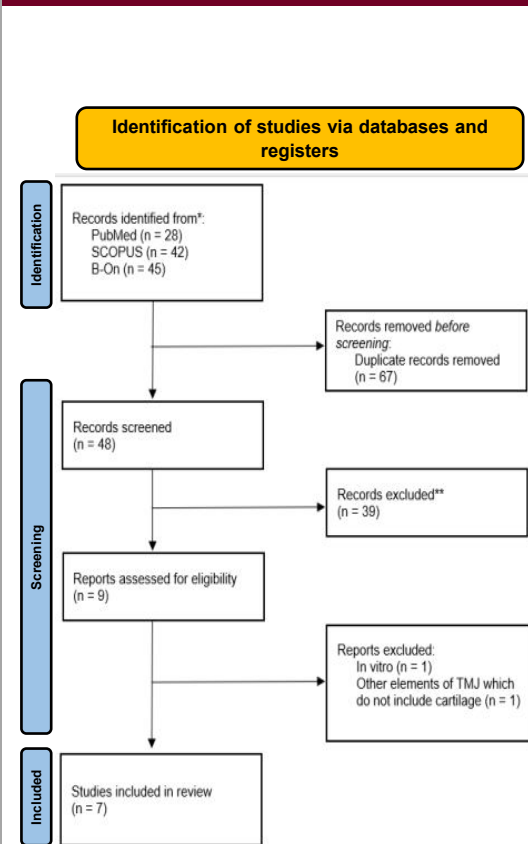 Identification of studies via databases and
registers
Identification
Records identified from*:
PubMed (n = 28)
SCOPUS (n = 42)
B-On (n = 45)
Records removed before
screening:
Duplicate records removed
(n = 67)
Screening
Records screened
(n = 48)
Records excluded**
(n = 39)
Reports assessed for eligibility
(n = 9)
Reports excluded:
In vitro (n = 1)
Other elements of TMJ which
do not include cartilage (n = 1)
Included
Studies included in review
(n = 7)